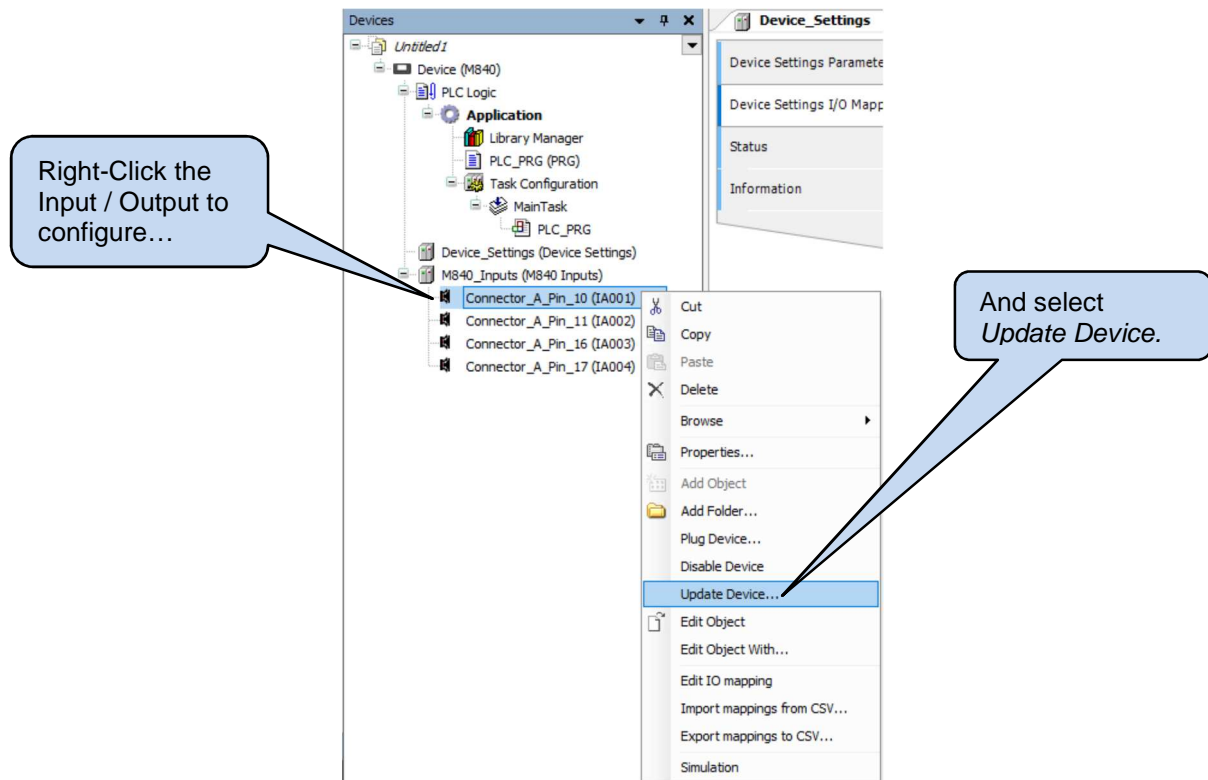 Devices
Untitled1
Device (M840)
PLC Logic
Application
Library Manager
PLC_PRG (PRG)
Task Configuration
MainTask
PLC_PRG
Device_Settings (Device Settings)
M840_Inputs (M840 Inputs)
Connector_A_Pin_10 (IA001)
Connector_A_Pin_11 (IA002)
Connector_A_Pin_16 (IA003)
Connector_A_Pin_17 (IA004)
Device_Settings
Device Settings Paramete
Device Settings I/O Mapp
Status
Information
Right-Click the
Input / Output to
configure…
Cut
Copy
Paste
Delete
Browse
Properties...
Add Object
Add Folder...
Plug Device...
Disable Device
Update Device...
Edit Object
Edit Object With...
Edit IO mapping
Import mappings from CSV...
Export mappings to CSV...
Simulation
And select
Update Device.